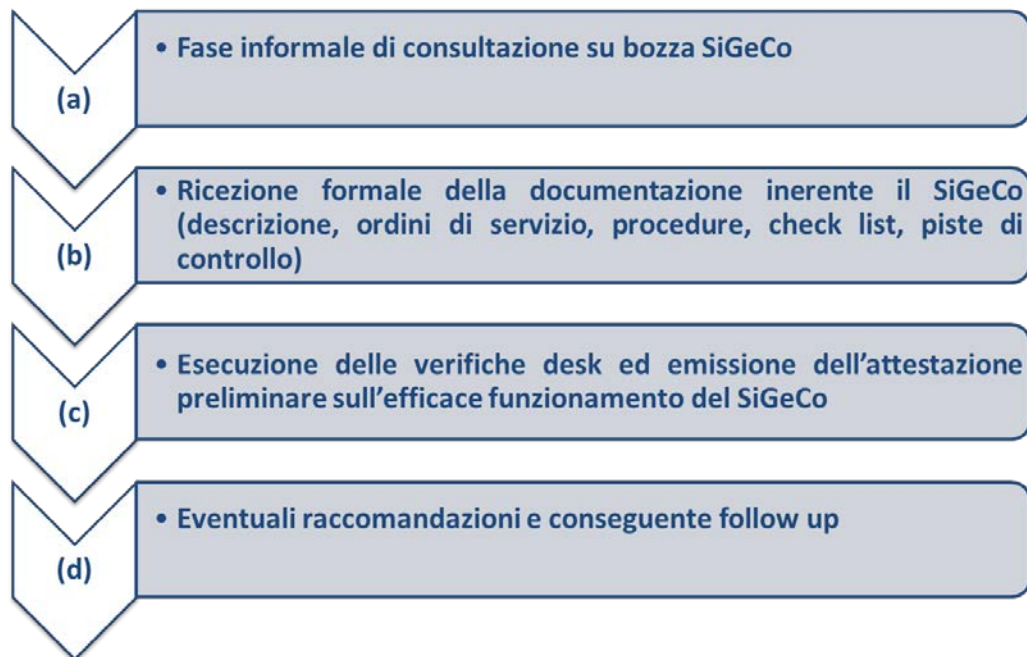 (a)
• Fase informale di consultazione su bozza SiGeCo
(b)
• Ricezione formale della documentazione inerente il SiGeCo
(descrizione, ordini di servizio, procedure, check list, piste di
controllo)
(c)
• Esecuzione delle verifiche desk ed emissione dell'attestazione
preliminare sull'efficace funzionamento del SiGeCo
(d)
• Eventuali raccomandazioni e conseguente follow up